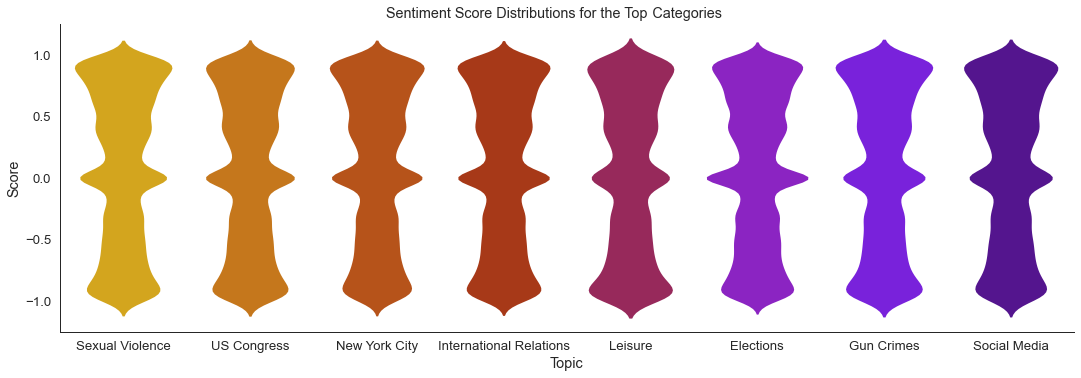 Sentiment Score Distributions for the Top Categories
Score
1.0
0.5
0.0
−0.5
−1.0
Sexual Violence
US Congress
New York City
International Relations
Leisure
Elections
Gun Crimes
Social Media
Topic